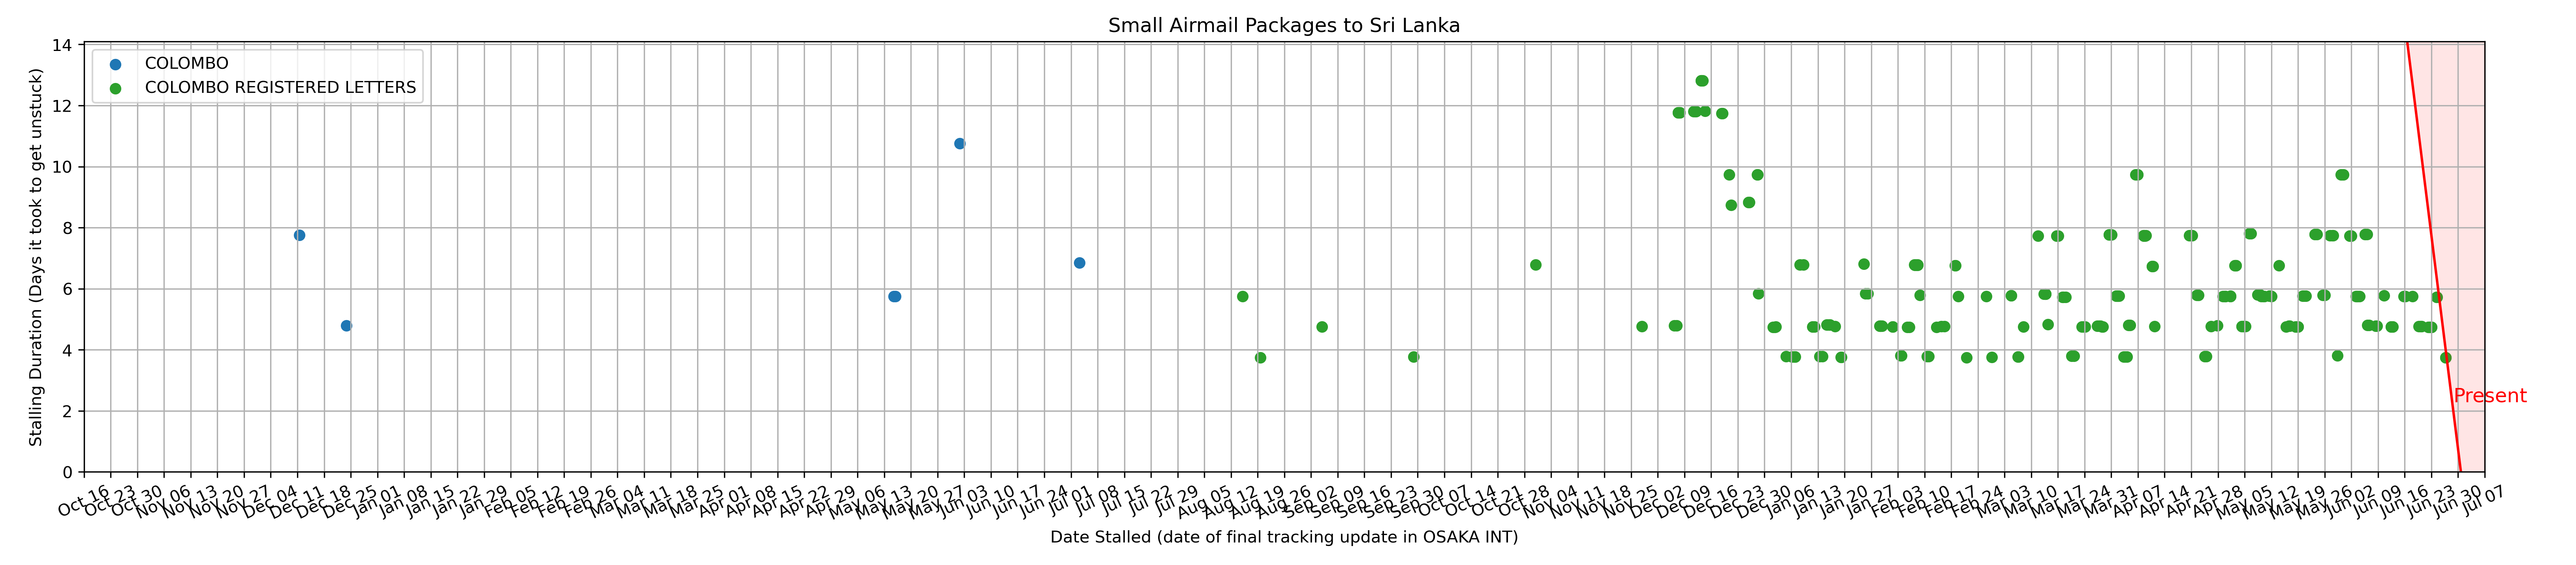 Small Airmail Packages to Sri Lanka
COLOMBO
COLOMBO REGISTERED LETTERS
Stalling Duration (Days it took to get unstuck)
14
12
10
8
6
4
2
0
Present
Oct 16
Oct 23
Oct 30
Nov 06
Nov 13
Nov 20
Nov 27
Dec 04
Dec 11
Dec 18
Dec 25
Jan 01
Jan 08
Jan 15
Jan 22
Jan 29
Feb 05
Feb 12
Feb 19
Feb 26
Mar 04
Mar 11
Mar 18
Mar 25
Apr 01
Apr 08
Apr 15
Apr 22
Apr 29
May 06
May 13
May 20
May 27
Jun 03
Jun 10
Jun 17
Jun 24
Jul 01
Jul 08
Jul 15
Jul 22
Jul 29
Aug 05
Aug 12
Aug 19
Aug 26
Sep 02
Sep 09
Sep 16
Sep 23
Sep 30
Oct 07
Oct 14
Oct 21
Oct 28
Nov 04
Nov 11
Nov 18
Nov 25
Dec 02
Dec 09
Dec 16
Dec 23
Dec 30
Jan 06
Jan 13
Jan 20
Jan 27
Feb 03
Feb 10
Feb 17
Feb 24
Mar 03
Mar 10
Mar 17
Mar 24
Mar 31
Apr 07
Apr 14
Apr 21
Apr 28
May 05
May 12
May 19
May 26
Jun 02
Jun 09
Jun 16
Jun 23
Jun 30
Jul 07
Date Stalled (date of final tracking update in OSAKA INT)